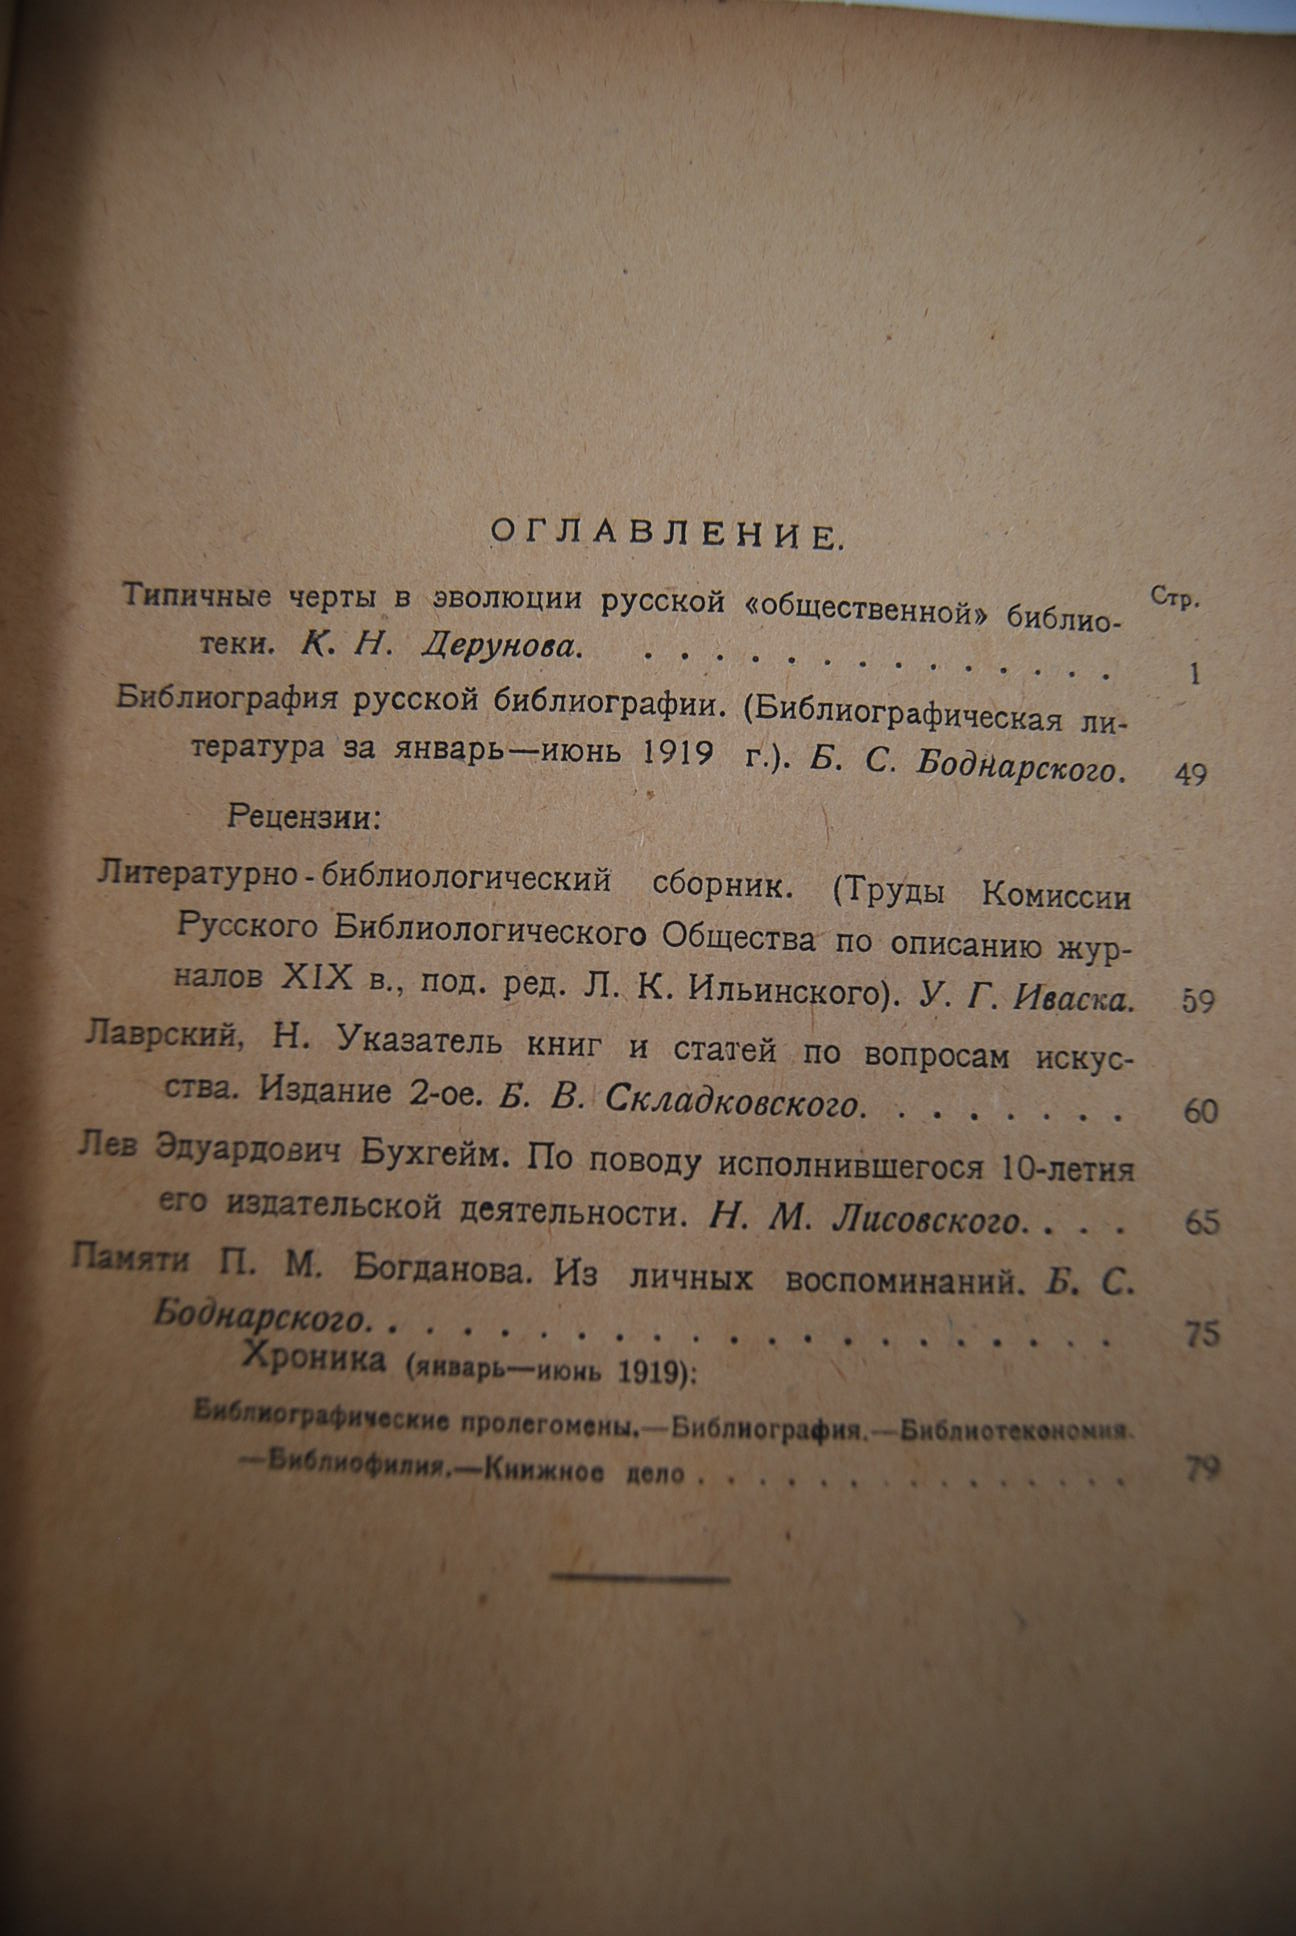 ОГЛАВЛЕНИЕ.
Стр.
Типичные черты в эволюции русской «общественной» библио-
теки. К. Н. Дерунова. . . . . . . . . . . . . . . 1
Библиография русской библиографии. (Библиографическая ли-
тература за январь—июнь 1919 г.). Б. С. Боднарского. 49
Рецензии:
Литературно-библиологический сборник. (Труды Комиссии
Русского Библиологического Общества по описанию жур-
налов XIX в., под. ред. Л. К. Ильинского). У. Г. Иваска. 59
Лаврский, Н. Указатель книг и статей по вопросам искус-
ства. Издание 2-ое. Б. В. Складковского. . . . . . . . 60
Лев Эдуардович Бухгейм. По поводу исполнившегося 10-летия
его издательской деятельности. Н. М. Лисовского. . . . 65
Памяти П. М. Богданова. Из личных воспоминаний. Б. С.
Боднарского. . . . . . . . . . . . . . . . . . . . . 75
Хроника (январь—июнь 1919):
Библиографические пролегомены.—Библиография.—Библиотекономия.
—Библиофилия.—Книжное дело . . . . . . . . . . . . . . . 79